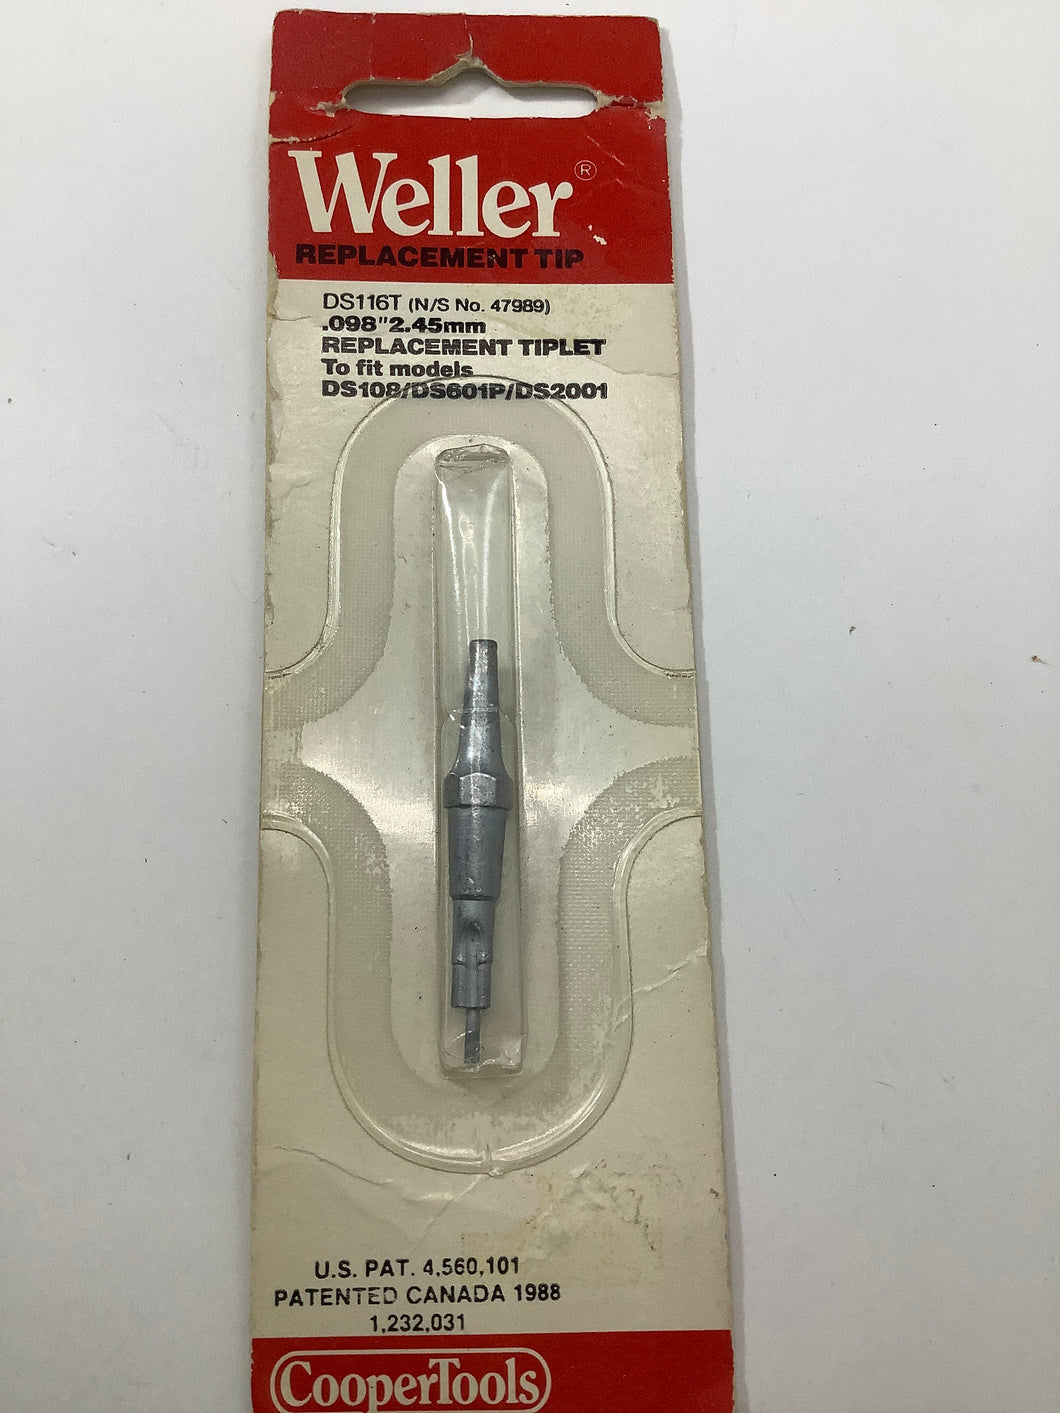 Weller®
REPLACEMENT TIP
DS116T (N/S No. 47989)
.098"2.45mm
REPLACEMENT TIPLET
To fit models
DS108/DS601P/DS2001
U.S. PAT. 4,560,101
PATENTED CANADA 1988
1,232,031
CooperTools